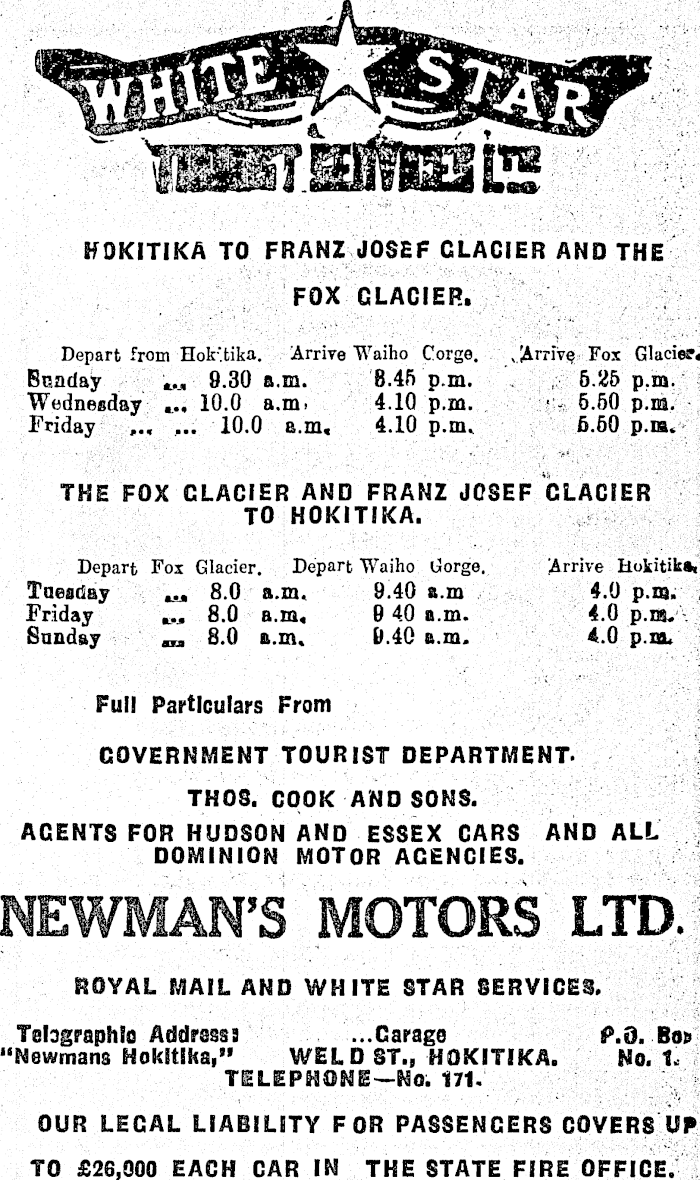 WHITE STAR
HOKITIKA TO FRANZ JOSEF GLACIER AND THE
FOX GLACIER.
Depart from Hokitika. Arrive Waiho Gorge. Arrive Fox Glacier.
Sunday ... 9.30 a.m. 3.45 p.m. 5.25 p.m.
Wednesday ... 10.0 a.m. 4.10 p.m. 5.50 p.m.
Friday ... ... 10.0 a.m. 4.10 p.m. 5.50 p.m.
THE FOX GLACIER AND FRANZ JOSEF GLACIER
TO HOKITIKA.
Depart Fox Glacier. Depart Waiho Gorge. Arrive Hokitika.
Tuesday ... 8.0 a.m. 9.40 a.m 4.0 p.m.
Friday ... 8.0 a.m. 9 40 a.m. 4.0 p.m.
Sunday ... 8.0 a.m. 9.40 a.m. 4.0 p.m.
Full Particulars From
GOVERNMENT TOURIST DEPARTMENT.
THOS. COOK AND SONS.
AGENTS FOR HUDSON AND ESSEX CARS AND ALL
DOMINION MOTOR AGENCIES.
NEWMAN'S MOTORS LTD.
ROYAL MAIL AND WHITE STAR SERVICES.
Telegraphic Address: ...Garage P.O. Box
"Newmans Hokitika," WELD ST., HOKITIKA. No. 1.
TELEPHONE—No. 171.
OUR LEGAL LIABILITY FOR PASSENGERS COVERS UP
TO £26,000 EACH CAR IN THE STATE FIRE OFFICE.